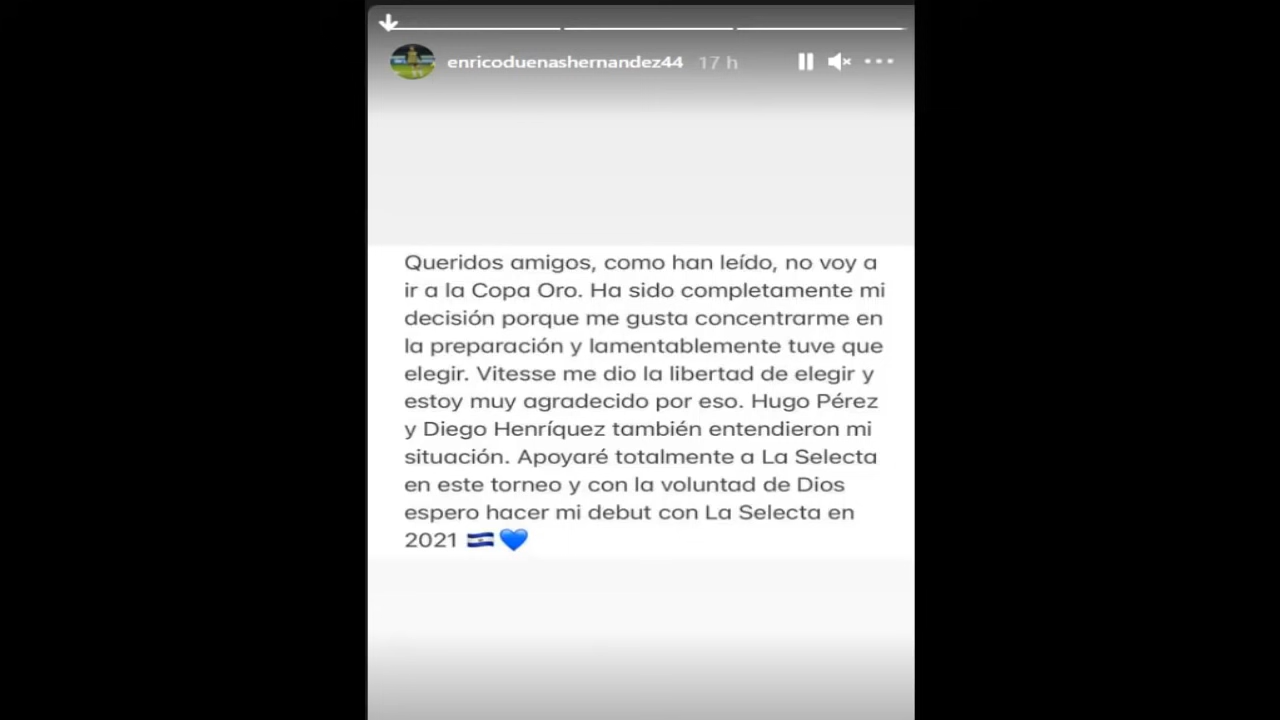 enricoduenashernandez44 17 h
Queridos amigos, como han leído, no voy a
ir a la Copa Oro. Ha sido completamente mi
decisión porque me gusta concentrarme en
la preparación y lamentablemente tuve que
elegir. Vitesse me dio la libertad de elegir y
estoy muy agradecido por eso. Hugo Pérez
y Diego Henríquez también entendieron mi
situación. Apoyaré totalmente a La Selecta
en este torneo y con la voluntad de Dios
espero hacer mi debut con La Selecta en
2021 🇸🇻💙